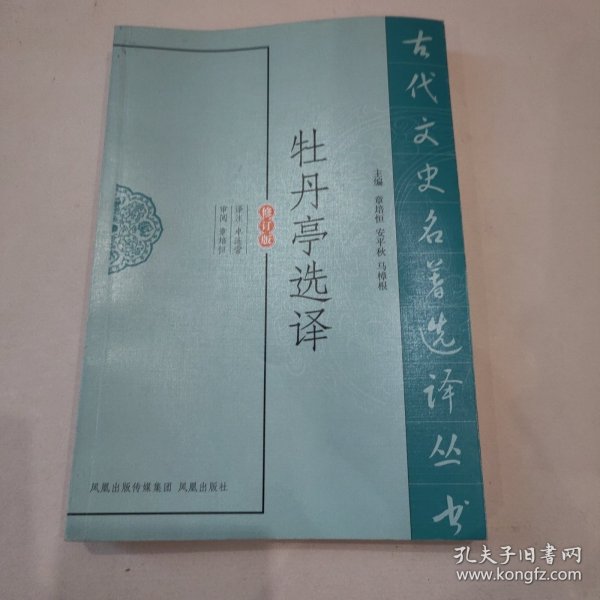 古代文史名著选译丛书
主编 章培恒 安平秋 马樟根
牡丹亭选译
修订版
译注 卓连营
审阅 章培恒
凤凰出版传媒集团 凤凰出版社
孔夫子旧书网
www.kongfz.com